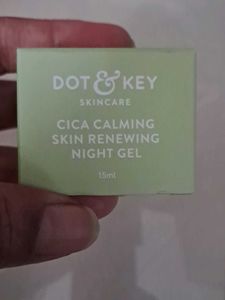 DOT & KEY
SKINCARE
CICA CALMING
SKIN RENEWING
NIGHT GEL
15ml